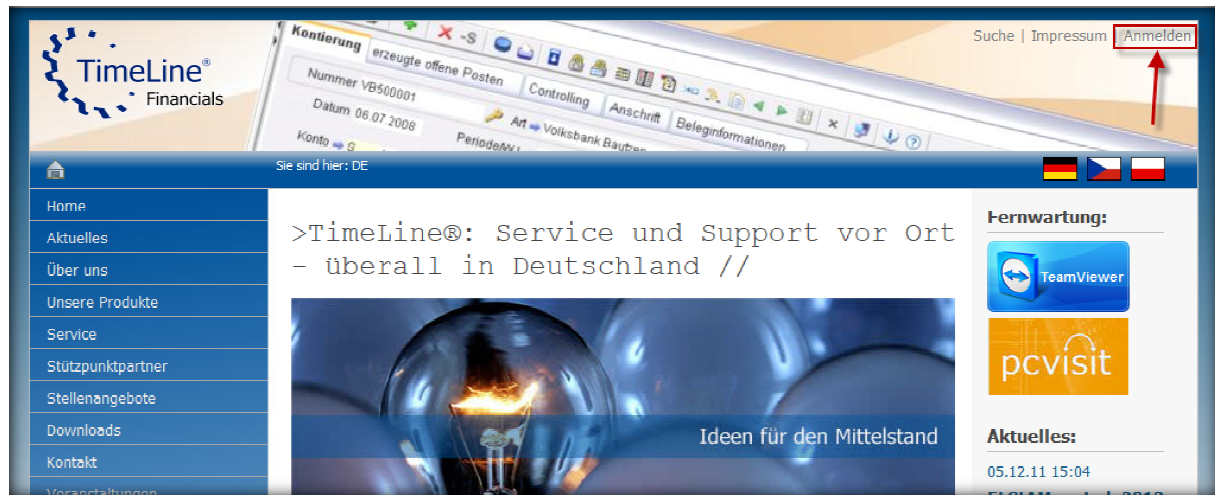 Suche | Impressum Anmelden
TimeLine®
Financials
Kontierung erzeugte offene Posten Controlling Anschrift Beleginformationen
-S
Nummer VB500001
Datum 06.07.2008 Art Volksbank
Konto
Sie sind hier: DE
Home
Aktuelles
Über uns
Unsere Produkte
Service
Stützpunktpartner
Stellenangebote
Downloads
Kontakt
Veranstaltungen
>TimeLine®: Service und Support vor Ort
– überall in Deutschland //
Ideen für den Mittelstand
Fernwartung:
TeamViewer
pcvisit
Aktuelles:
05.12.11 15:04